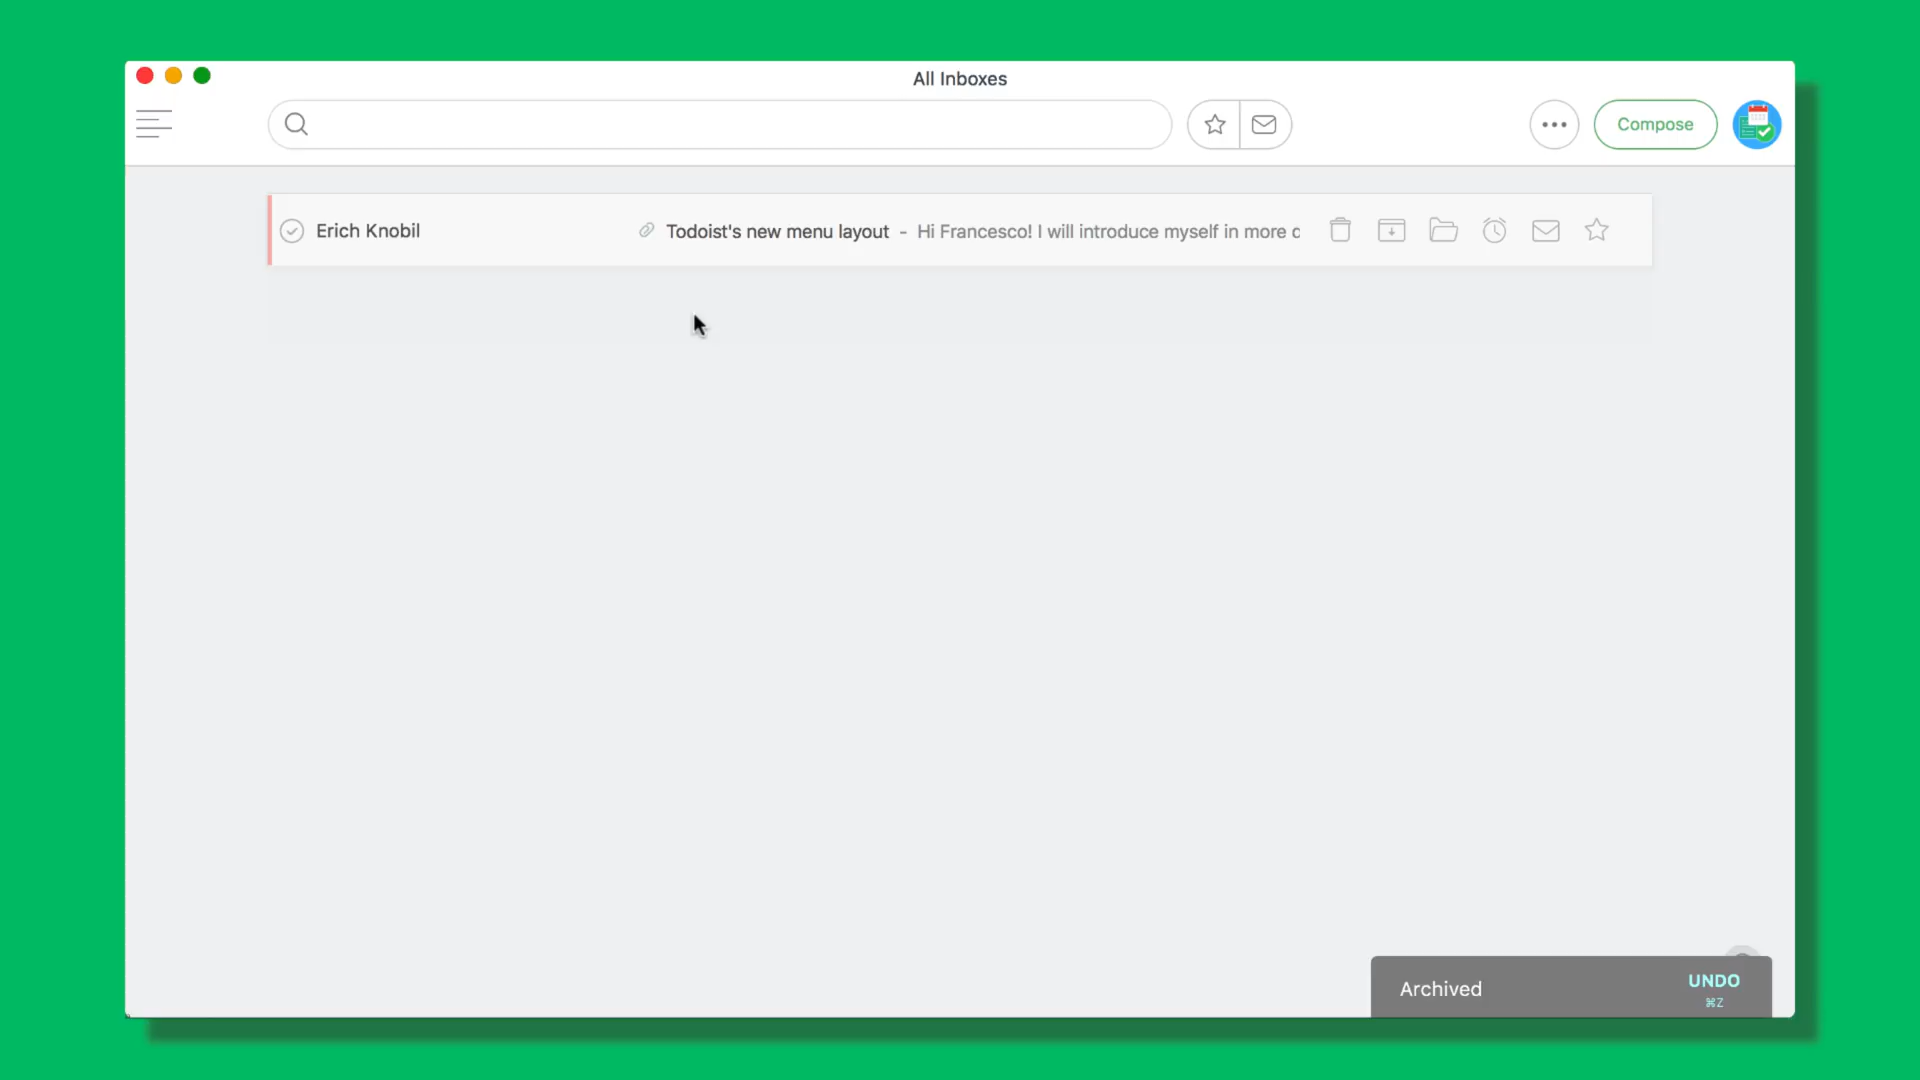 All Inboxes
Compose
Erich Knobil
Todoist's new menu layout - Hi Francesco! I will introduce myself in more
Archived
UNDO
⌘Z